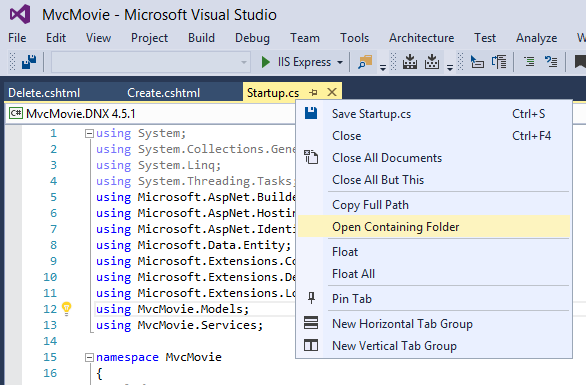 MvcMovie - Microsoft Visual Studio
File Edit View Project Build Debug Team Tools Architecture Test Analyze
IIS Express
Delete.cshtml Create.cshtml Startup.cs
C# MvcMovie.DNX 4.5.1
1 using System;
2 using System.Collections.Gene
3 using System.Linq;
4 using System.Threading.Tasks;
5 using Microsoft.AspNet.Builde
6 using Microsoft.AspNet.Hostin
7 using Microsoft.AspNet.Identi
8 using Microsoft.Data.Entity;
9 using Microsoft.Extensions.Co
10 using Microsoft.Extensions.De
11 using Microsoft.Extensions.Lo
12 using MvcMovie.Models;
13 using MvcMovie.Services;
14
15 namespace MvcMovie
16 {
Save Startup.cs Ctrl+S
Close Ctrl+F4
Close All Documents
Close All But This
Copy Full Path
Open Containing Folder
Float
Float All
Pin Tab
New Horizontal Tab Group
New Vertical Tab Group